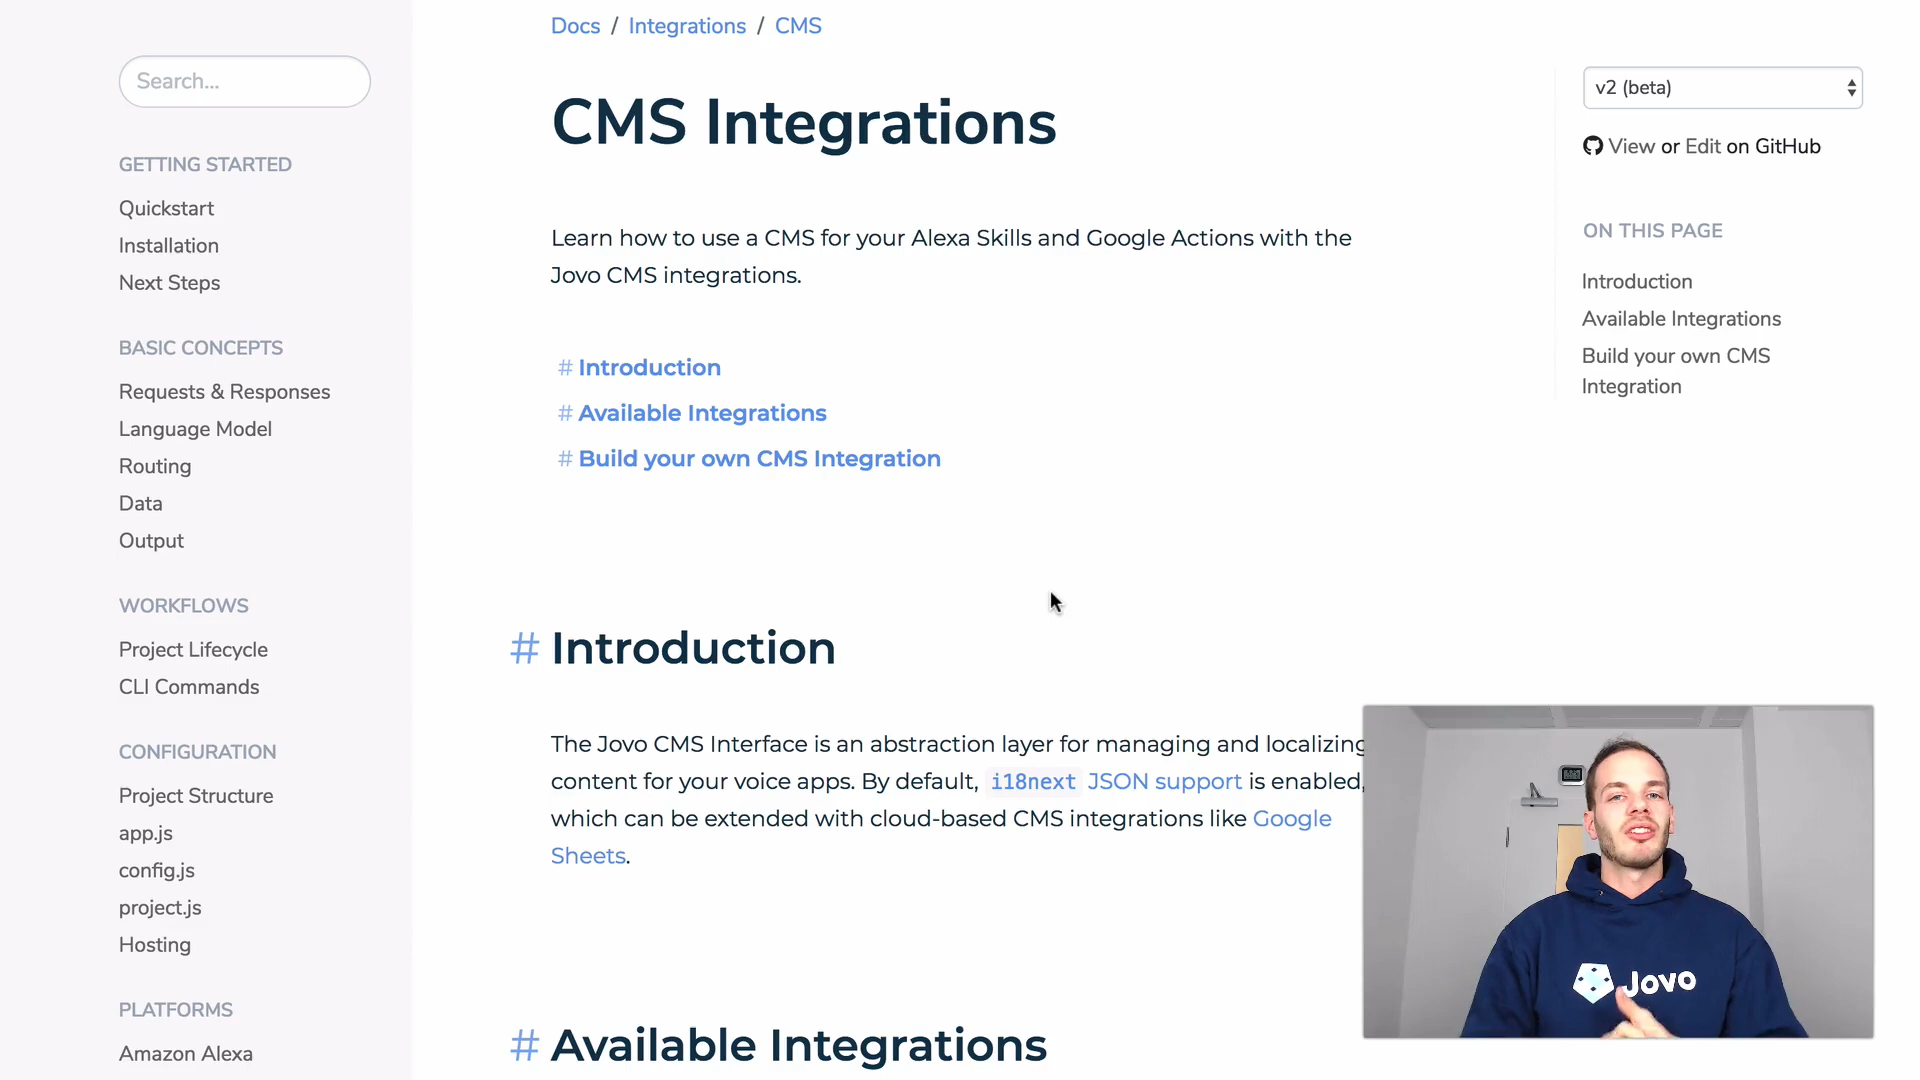 Search...
GETTING STARTED
Quickstart
Installation
Next Steps
BASIC CONCEPTS
Requests & Responses
Language Model
Routing
Data
Output
WORKFLOWS
Project Lifecycle
CLI Commands
CONFIGURATION
Project Structure
app.js
config.js
project.js
Hosting
PLATFORMS
Amazon Alexa
Docs / Integrations / CMS
CMS Integrations
Learn how to use a CMS for your Alexa Skills and Google Actions with the
Jovo CMS integrations.
# Introduction
# Available Integrations
# Build your own CMS Integration
# Introduction
The Jovo CMS Interface is an abstraction layer for managing and localizing
content for your voice apps. By default, i18next JSON support is enabled,
which can be extended with cloud-based CMS integrations like Google
Sheets.
# Available Integrations
v2 (beta)
View or Edit on GitHub
ON THIS PAGE
Introduction
Available Integrations
Build your own CMS
Integration
Jovo